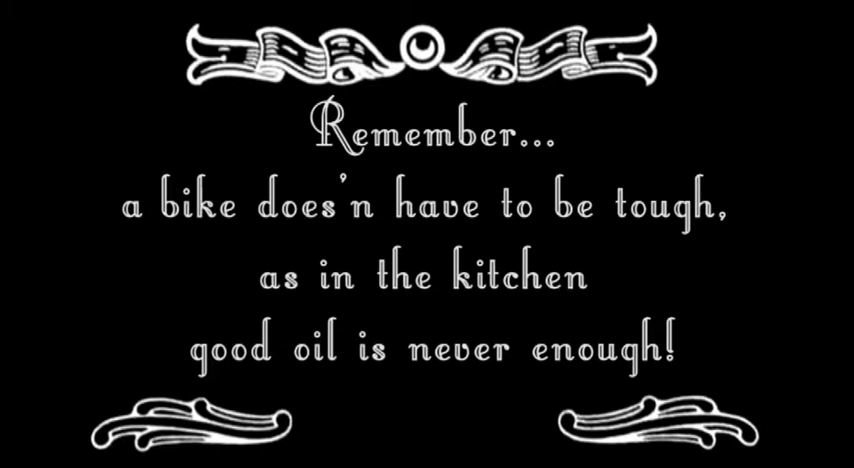 Remember...
a bike does'n have to be tough,
as in the kitchen
good oil is never enough!